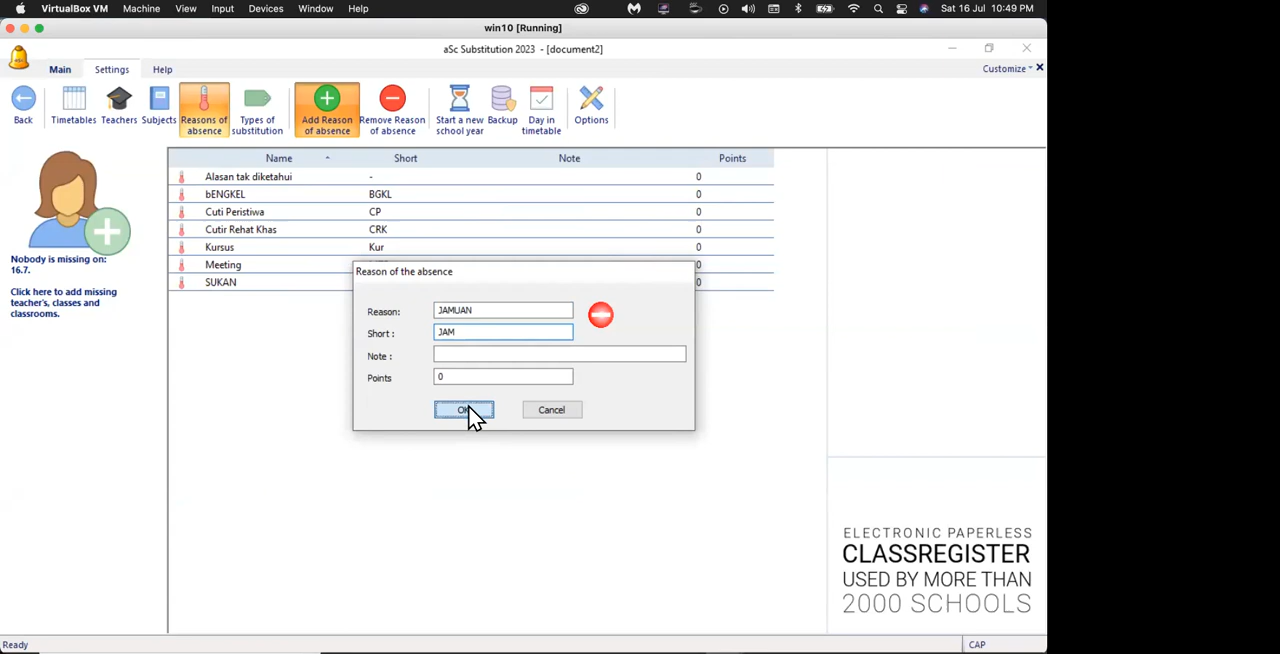 VirtualBox VM Machine View Input Devices Window Help Sat 16 Jul 10:49 PM
win10 [Running]
aSc Substitution 2023 - [document2]
Main Settings Help Customize
Back Timetables Teachers Subjects Reasons of absence Types of substitution Add Reason of absence Remove Reason of absence Start a new school year Backup Day in timetable Options
Name Short Note Points
Alasan tak diketahui - 0
bENGKEL BGKL 0
Cuti Peristiwa CP 0
Cutir Rehat Khas CRK 0
Kursus Kur 0
Meeting 0
SUKAN 0
Nobody is missing on:
16.7.
Click here to add missing
teacher's, classes and
classrooms.
Reason of the absence
Reason: JAMUAN
Short : JAM
Note :
Points 0
OK Cancel
ELECTRONIC PAPERLESS
CLASSREGISTER
USED BY MORE THAN
2000 SCHOOLS
Ready CAP